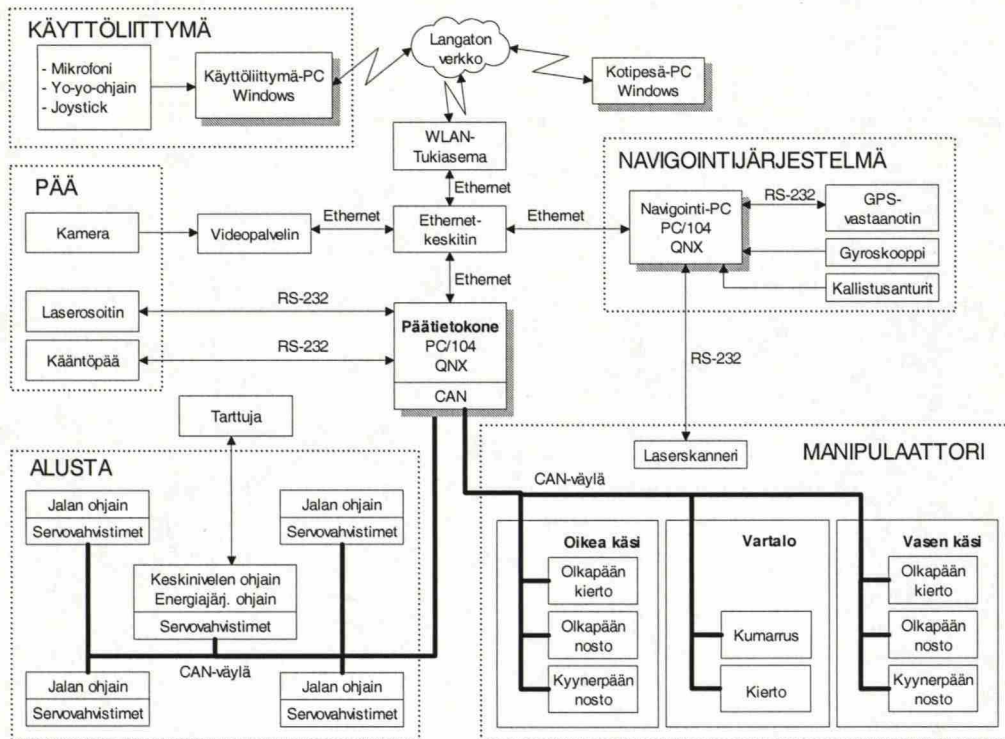 KÄYTTÖLIITTYMÄ
- Mikrofoni
- Yo-yo-ohjain
- Joystick
Käyttöliittymä-PC
Windows
Langaton
verkko
Kotipesä-PC
Windows
WLAN-
Tukiasema
Ethernet
PÄÄ
Kamera
Videopalvelin
Ethernet
Ethernet-
keskitin
Ethernet
Ethernet
NAVIGOINTIJÄRJESTELMÄ
Navigointi-PC
PC/104
QNX
RS-232
GPS-
vastaanotin
Gyroskooppi
Kallistusanturit
Laserosoitin
RS-232
Kääntöpää
RS-232
Päätietokone
PC/104
QNX
CAN
RS-232
Tarttuja
ALUSTA
Jalan ohjain
Servovahvistimet
Jalan ohjain
Servovahvistimet
Keskinivelen ohjain
Energiajärj. ohjain
Servovahvistimet
CAN-väylä
Jalan ohjain
Servovahvistimet
Jalan ohjain
Servovahvistimet
Laserskanneri
MANIPULAATTORI
CAN-väylä
Oikea käsi
Olkapään
kierto
Olkapään
nosto
Kyynerpään
nosto
Vartalo
Kumarrus
Kierto
Vasen käsi
Olkapään
kierto
Olkapään
nosto
Kyynerpään
nosto